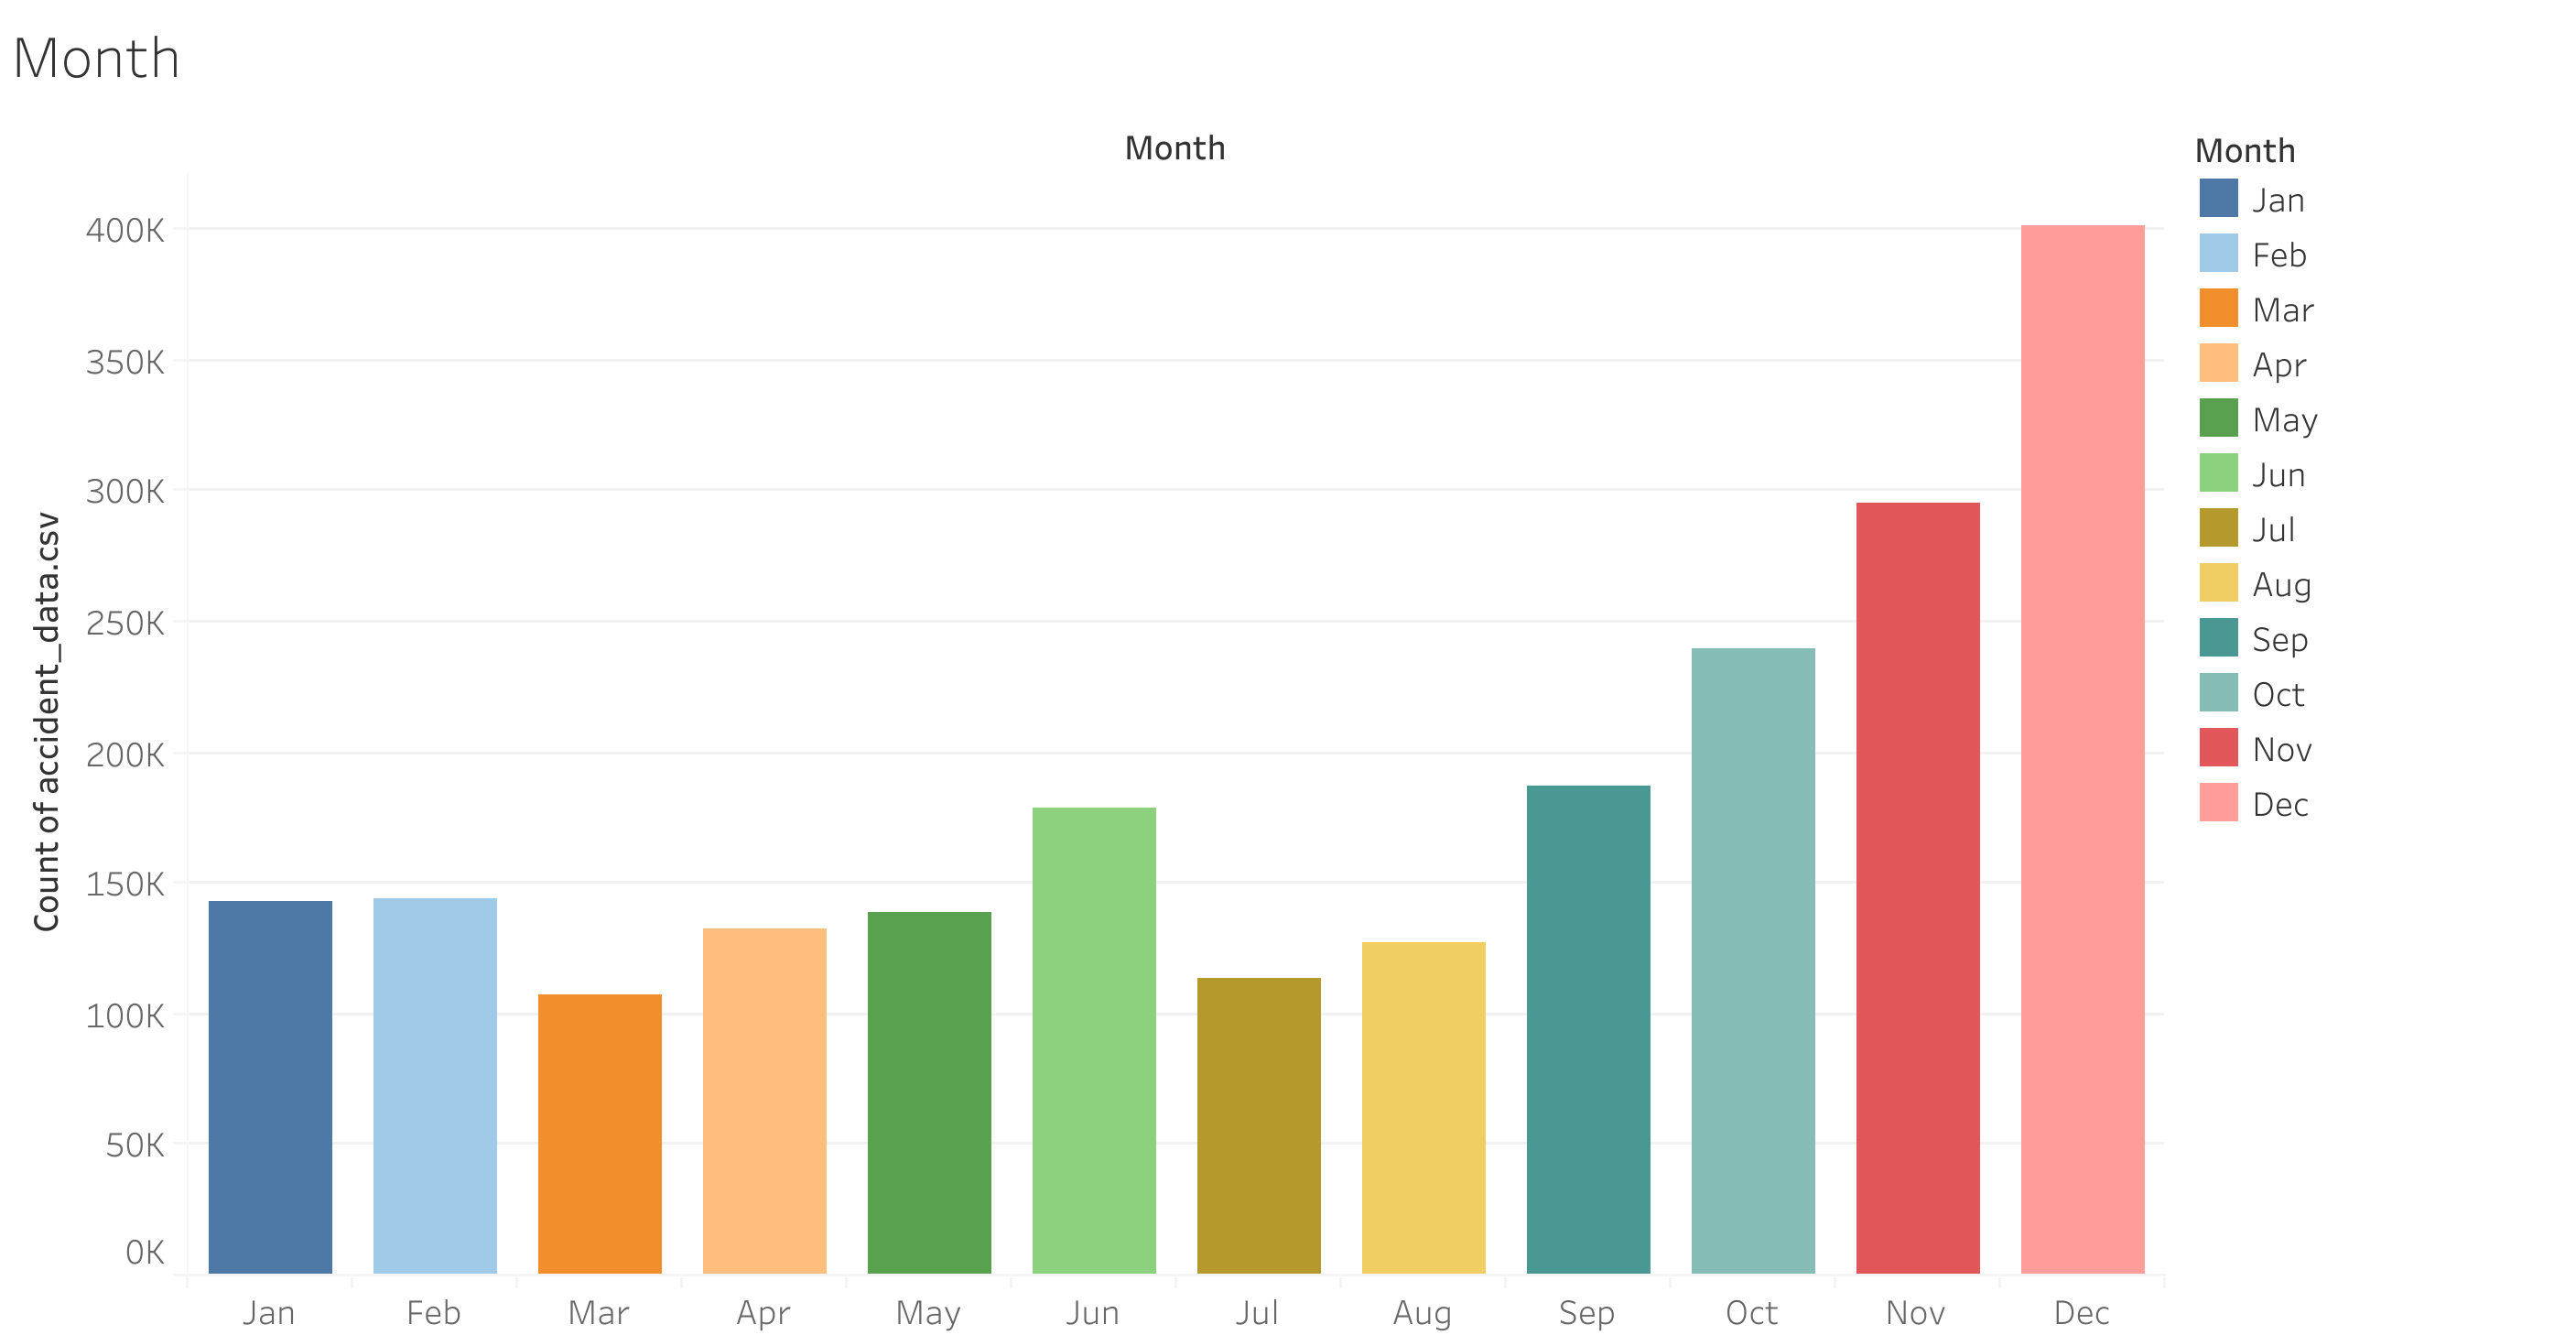 Month
Month
Count of accident_data.csv
400K
350K
300K
250K
200K
150K
100K
50K
0K
Jan Feb Mar Apr May Jun Jul Aug Sep Oct Nov Dec
Month
Jan
Feb
Mar
Apr
May
Jun
Jul
Aug
Sep
Oct
Nov
Dec